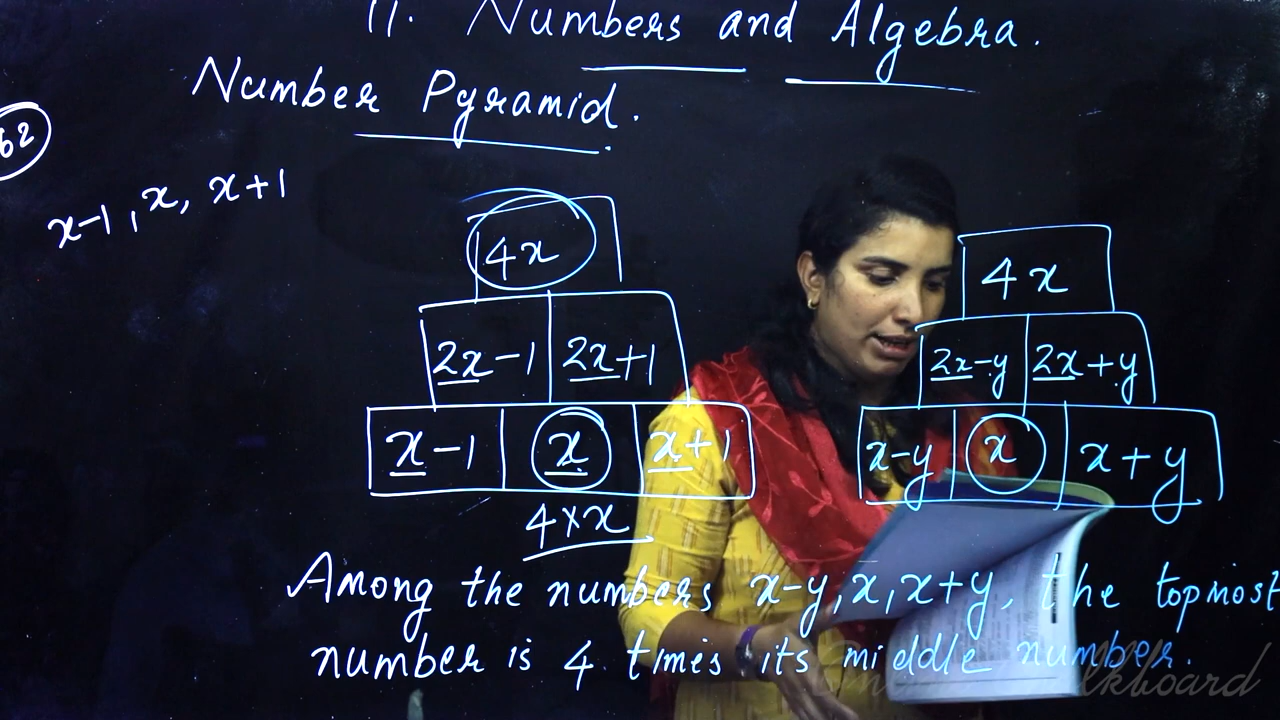 11. Numbers and Algebra.
Number Pyramid.
62
x-1, x, x+1
4x
2x-1 2x+1
x-1 x x+1
4×x
4x
2x-y 2x+y
x-y x x+y
Among the numbers x-y, x, x+y, the topmost
number is 4 times its middle number.